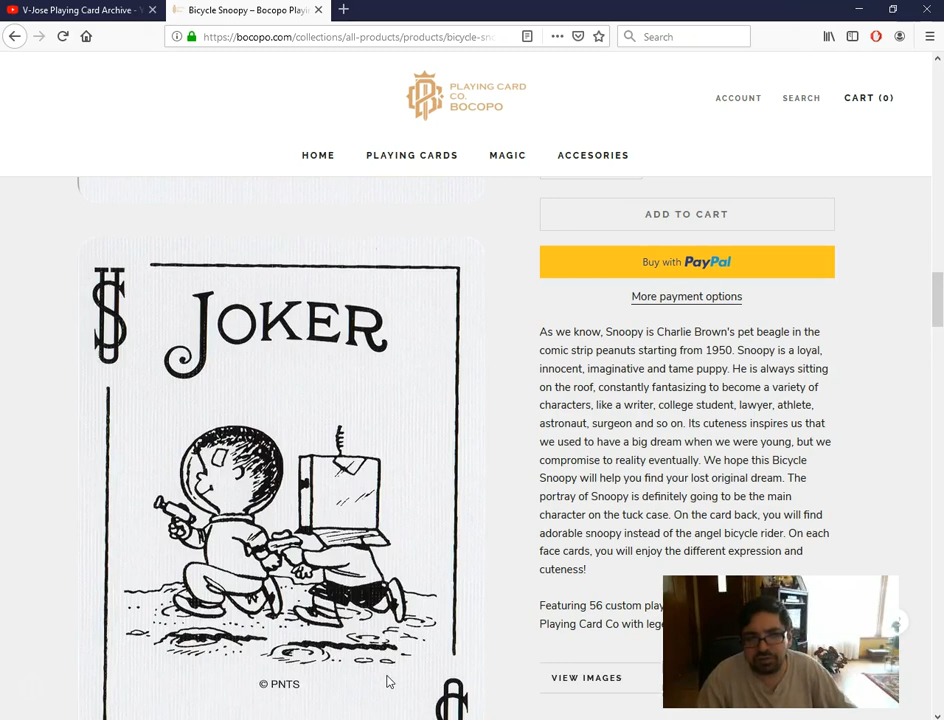 V-Jose Playing Card Archive -
Bicycle Snoopy – Bocopo Playi
https://bocopo.com/collections/all-products/products/bicycle-sno
Search
PLAYING CARD
CO.
BOCOPO
ACCOUNT
SEARCH
CART (0)
HOME
PLAYING CARDS
MAGIC
ACCESORIES
ADD TO CART
Buy with PayPal
More payment options
JOKER
© PNTS
As we know, Snoopy is Charlie Brown's pet beagle in the
comic strip peanuts starting from 1950. Snoopy is a loyal,
innocent, imaginative and tame puppy. He is always sitting
on the roof, constantly fantasizing to become a variety of
characters, like a writer, college student, lawyer, athlete,
astronaut, surgeon and so on. Its cuteness inspires us that
we used to have a big dream when we were young, but we
compromise to reality eventually. We hope this Bicycle
Snoopy will help you find your lost original dream. The
portray of Snoopy is definitely going to be the main
character on the tuck case. On the card back, you will find
adorable snoopy instead of the angel bicycle rider. On each
face cards, you will enjoy the different expression and
cuteness!
Featuring 56 custom play
Playing Card Co with lege
VIEW IMAGES